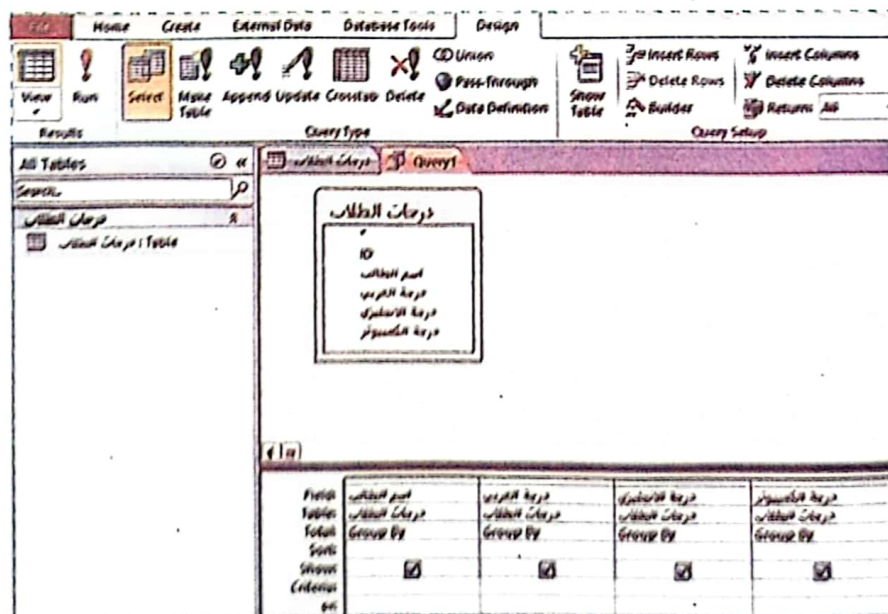 File Home Create External Data Database Tools Design
View Run Select Make Table Append Update Crosstab Delete
Union
Pass-Through
Data Definition
Show Table
Insert Rows
Delete Rows
Builder
Insert Columns
Delete Columns
Return: All
Results Query Type Query Setup
All Tables
Search...
درجات الطلاب
درجات الطلاب : Table
درجات الطلاب Query1
درجات الطلاب
*
ID
اسم الطالب
درجة العربي
درجة الانجليزي
درجة الكمبيوتر
Field: اسم الطالب درجة العربي درجة الانجليزي درجة الكمبيوتر
Table: درجات الطلاب درجات الطلاب درجات الطلاب درجات الطلاب
Total: Group By Group By Group By Group By
Sort:
Show:
Criteria:
or: